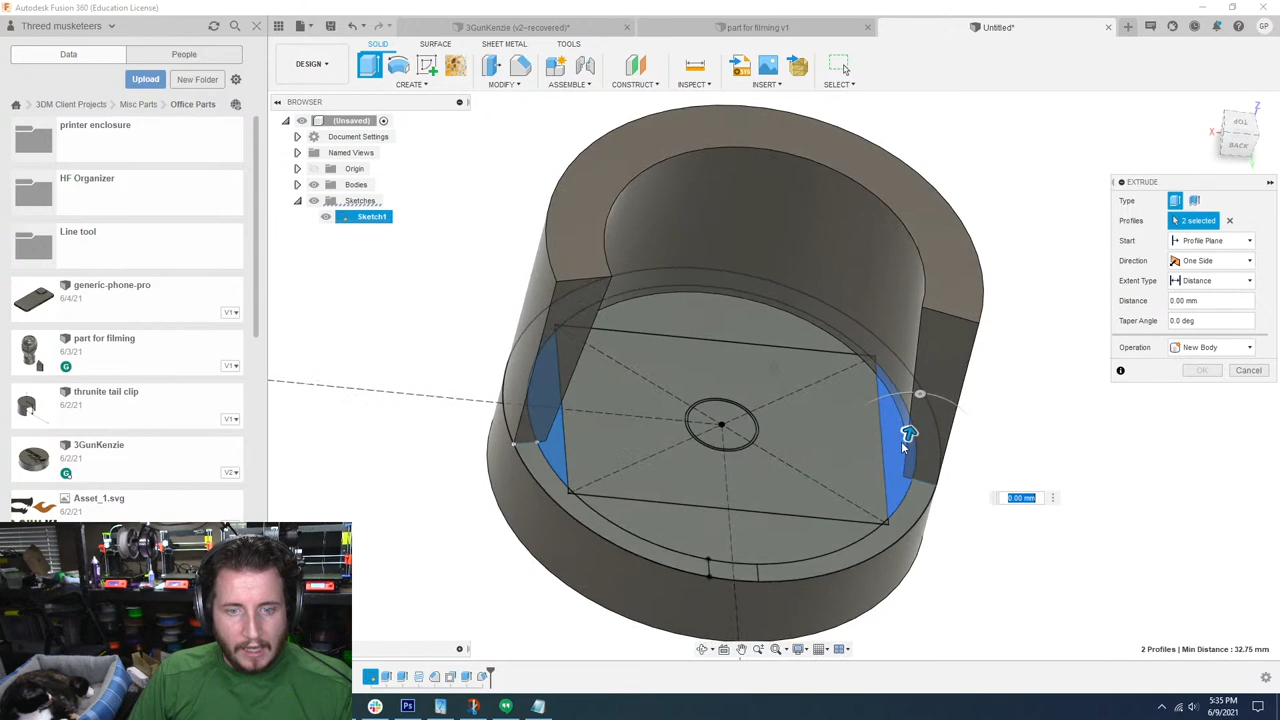 Autodesk Fusion 360 (Education License)
Threed musketeers
3GunKenzie (v2~recovered)*
part for filming v1
Untitled*
GP
Data
People
SOLID
SURFACE
SHEET METAL
TOOLS
DESIGN
Upload
New Folder
CREATE
MODIFY
ASSEMBLE
CONSTRUCT
INSPECT
INSERT
SELECT
3DM Client Projects
Misc Parts
Office Parts
BROWSER
(Unsaved)
Document Settings
Named Views
Origin
Bodies
Sketches
Sketch1
printer enclosure
HF Organizer
Line tool
generic-phone-pro
6/4/21
V1
part for filming
6/3/21
V1
G
thrunite tail clip
6/2/21
V1
3GunKenzie
6/2/21
V2
G
Asset_1.svg
Z
TOP
X
BACK
EXTRUDE
Type
Profiles
2 selected
Start
Profile Plane
Direction
One Side
Extent Type
Distance
Distance
0.00 mm
Taper Angle
0.0 deg
Operation
New Body
OK
Cancel
0.00 mm
2 Profiles | Min Distance : 32.75 mm
5:35 PM
6/9/2021